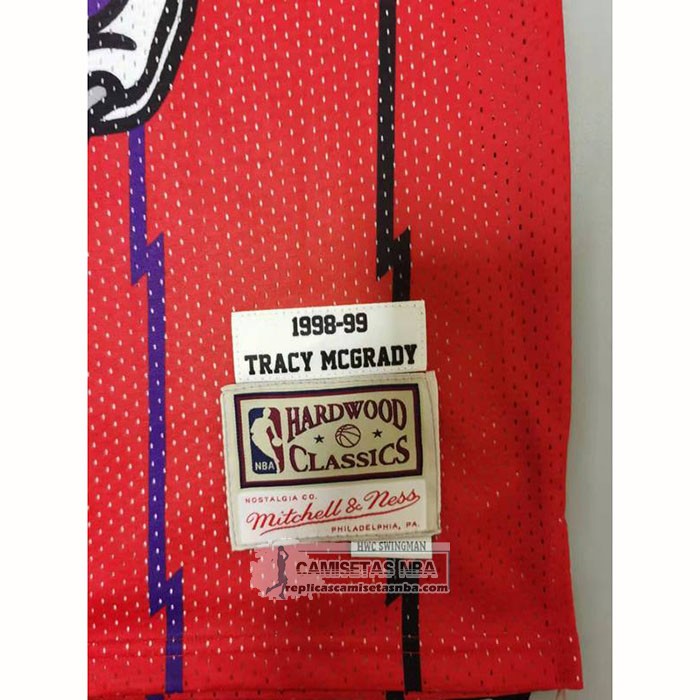 1998-99
TRACY MCGRADY
HARDWOOD
CLASSICS
NBA
NOSTALGIA CO.
Mitchell & Ness
PHILADELPHIA, PA.
HWC SWINGMAN
CAMISETAS NBA
replicascamisetasnba.com